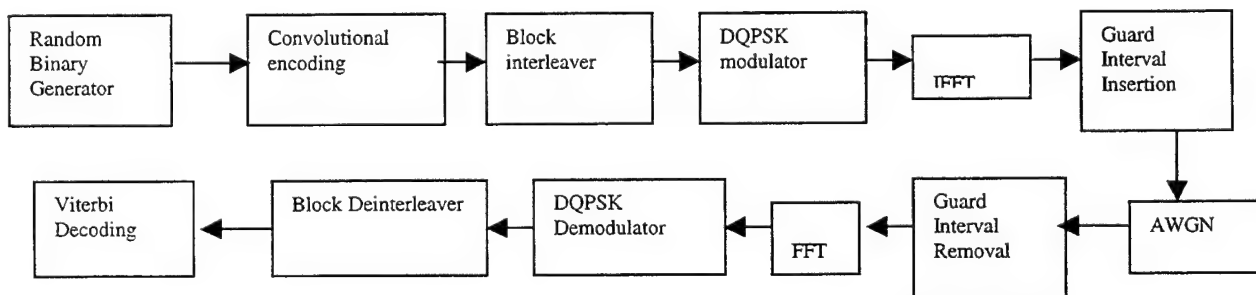 Random
Binary
Generator
Convolutional
encoding
Block
interleaver
DQPSK
modulator
IFFT
Guard
Interval
Insertion
Viterbi
Decoding
Block Deinterleaver
DQPSK
Demodulator
FFT
Guard
Interval
Removal
AWGN